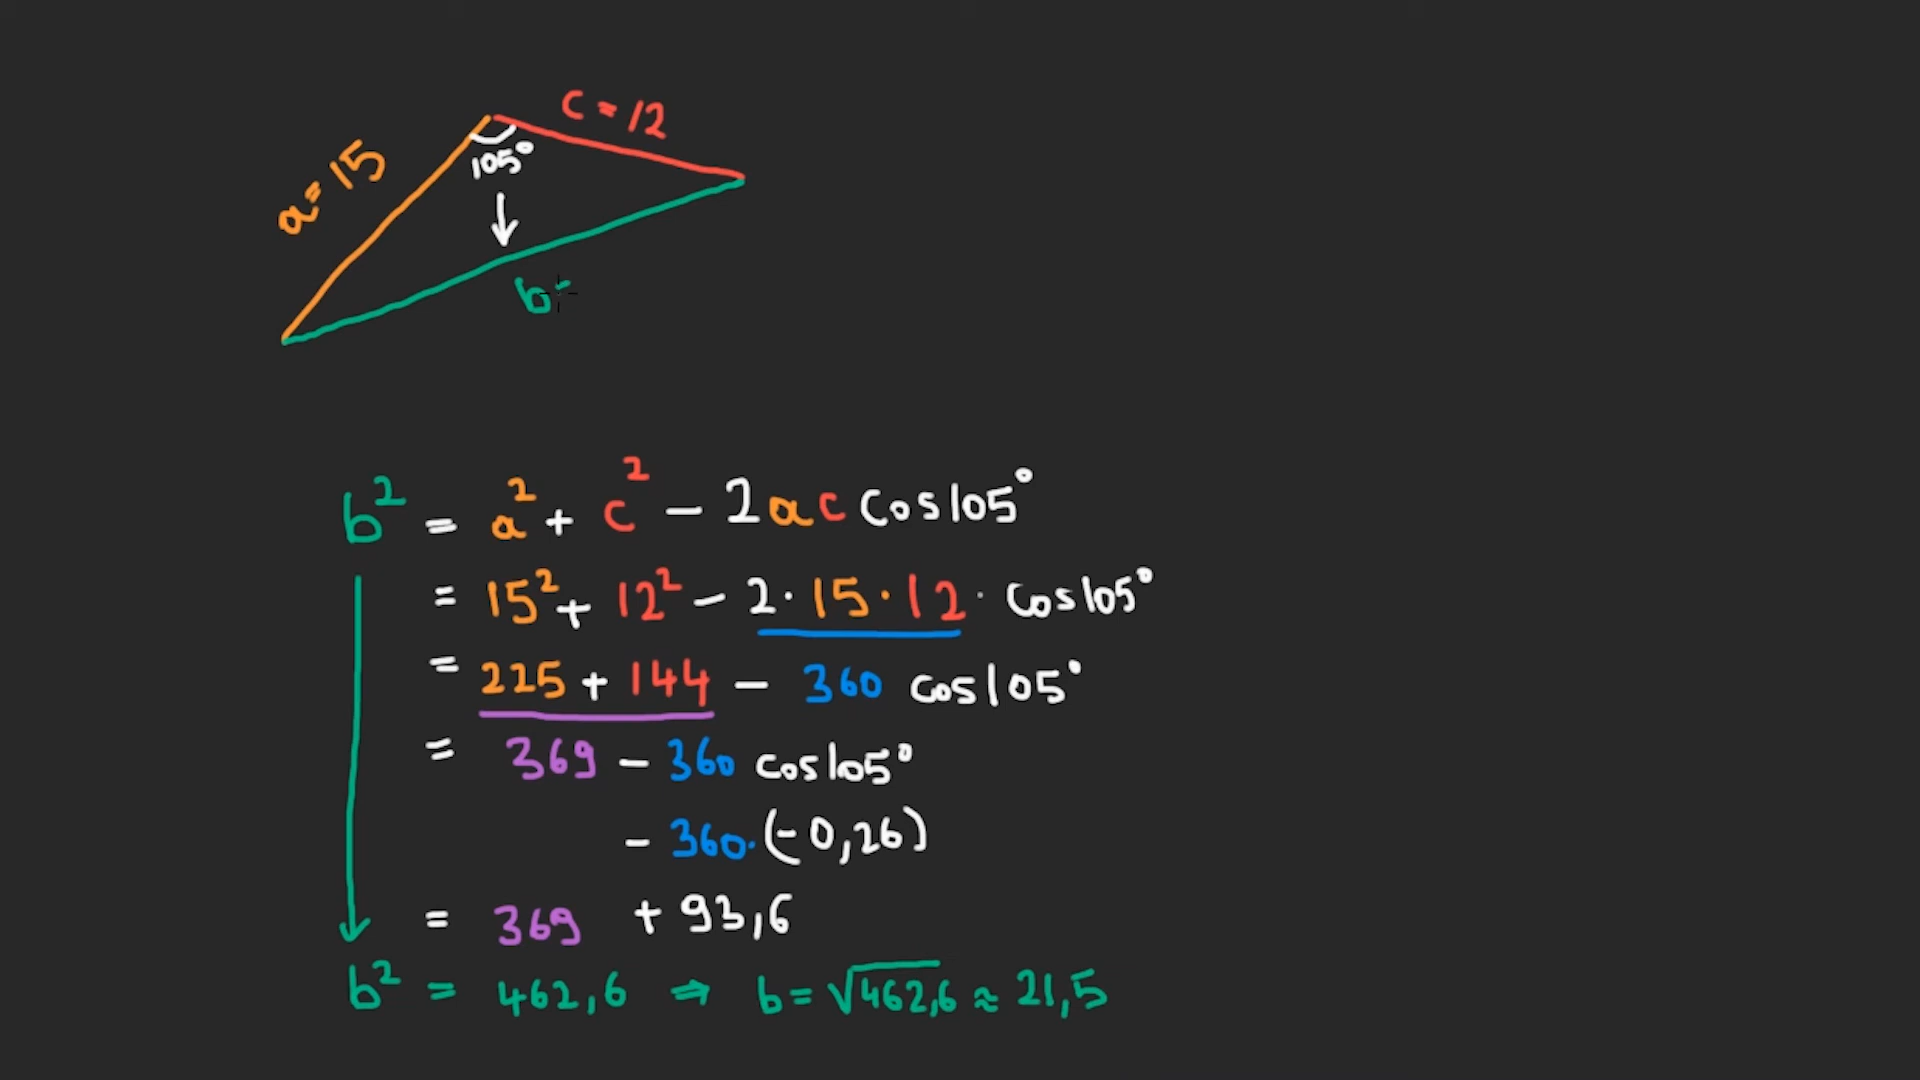 c = 12
a = 15
105°
b =
b² = a² + c² − 2ac cos105°
= 15² + 12² − 2 · 15 · 12 · cos105°
= 225 + 144 − 360 cos105°
= 369 − 360 cos105°
− 360 · (−0,26)
= 369 + 93,6
b² = 462,6 ⇒ b = √462,6 ≈ 21,5